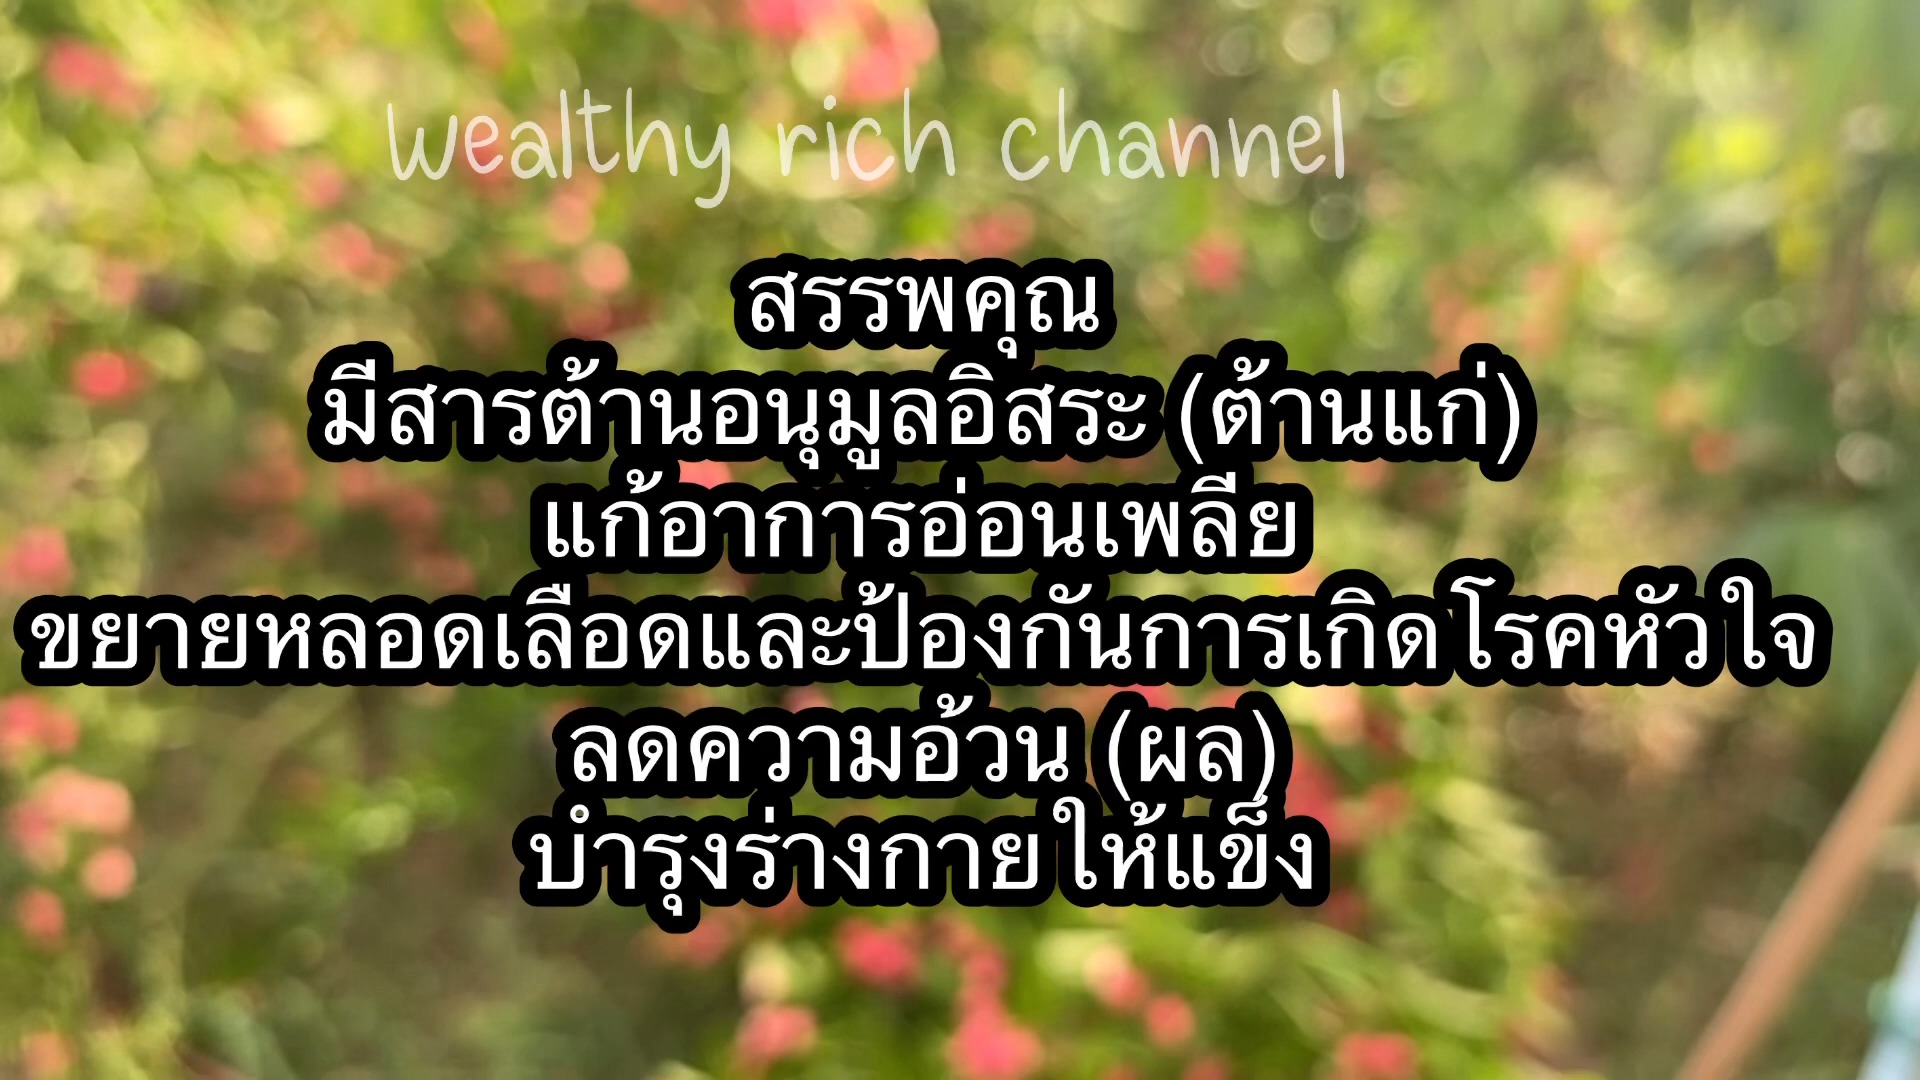 wealthy rich channel
สรรพคุณ
มีสารต้านอนุมูลอิสระ (ต้านแก่)
แก้อาการอ่อนเพลีย
ขยายหลอดเลือดและป้องกันการเกิดโรคหัวใจ
ลดความอ้วน (ผล)
บำรุงร่างกายให้แข็ง